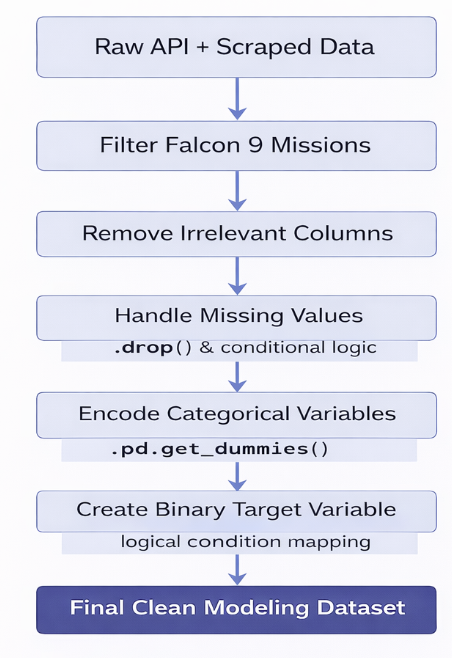 Raw API + Scraped Data
Filter Falcon 9 Missions
Remove Irrelevant Columns
Handle Missing Values
.drop() & conditional logic
Encode Categorical Variables
.pd.get_dummies()
Create Binary Target Variable
logical condition mapping
Final Clean Modeling Dataset